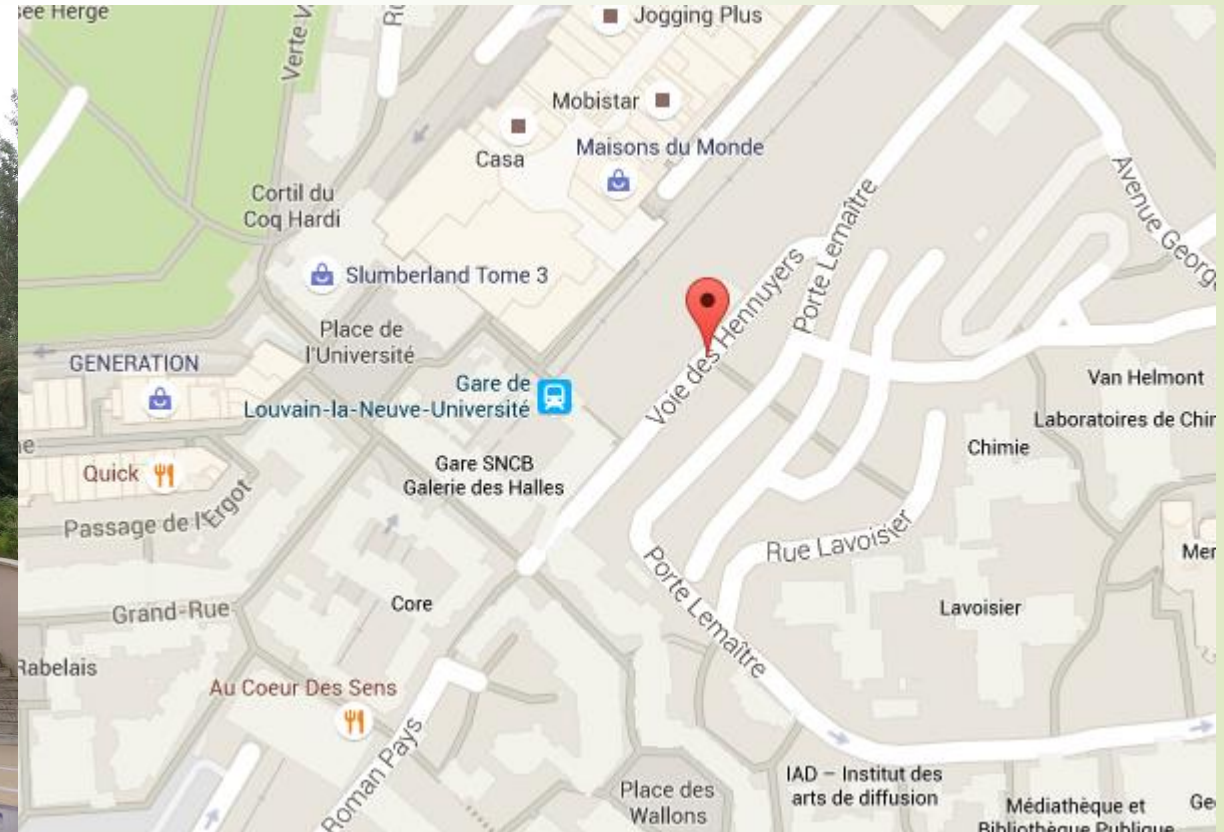 see Herge
Verte V
Ru
Jogging Plus
Mobistar
Casa
Maisons du Monde
Cortil du
Coq Hardi
Slumberland Tome 3
Place de
l'Université
GENERATION
Gare de
Louvain-la-Neuve-Université
Voie des Hennuyers
Porte Lemaître
Avenue George
Van Helmont
Laboratoires de Chim
Chimie
Quick
Gare SNCB
Galerie des Halles
Passage de l'Ergot
Rue Lavoisier
Mer
Grand-Rue
Core
Porte Lemaître
Lavoisier
Rabelais
Au Coeur Des Sens
Roman Pays
Place des
Wallons
IAD – Institut des
arts de diffusion
Médiathèque et
Bibliothèque Publique
Ge